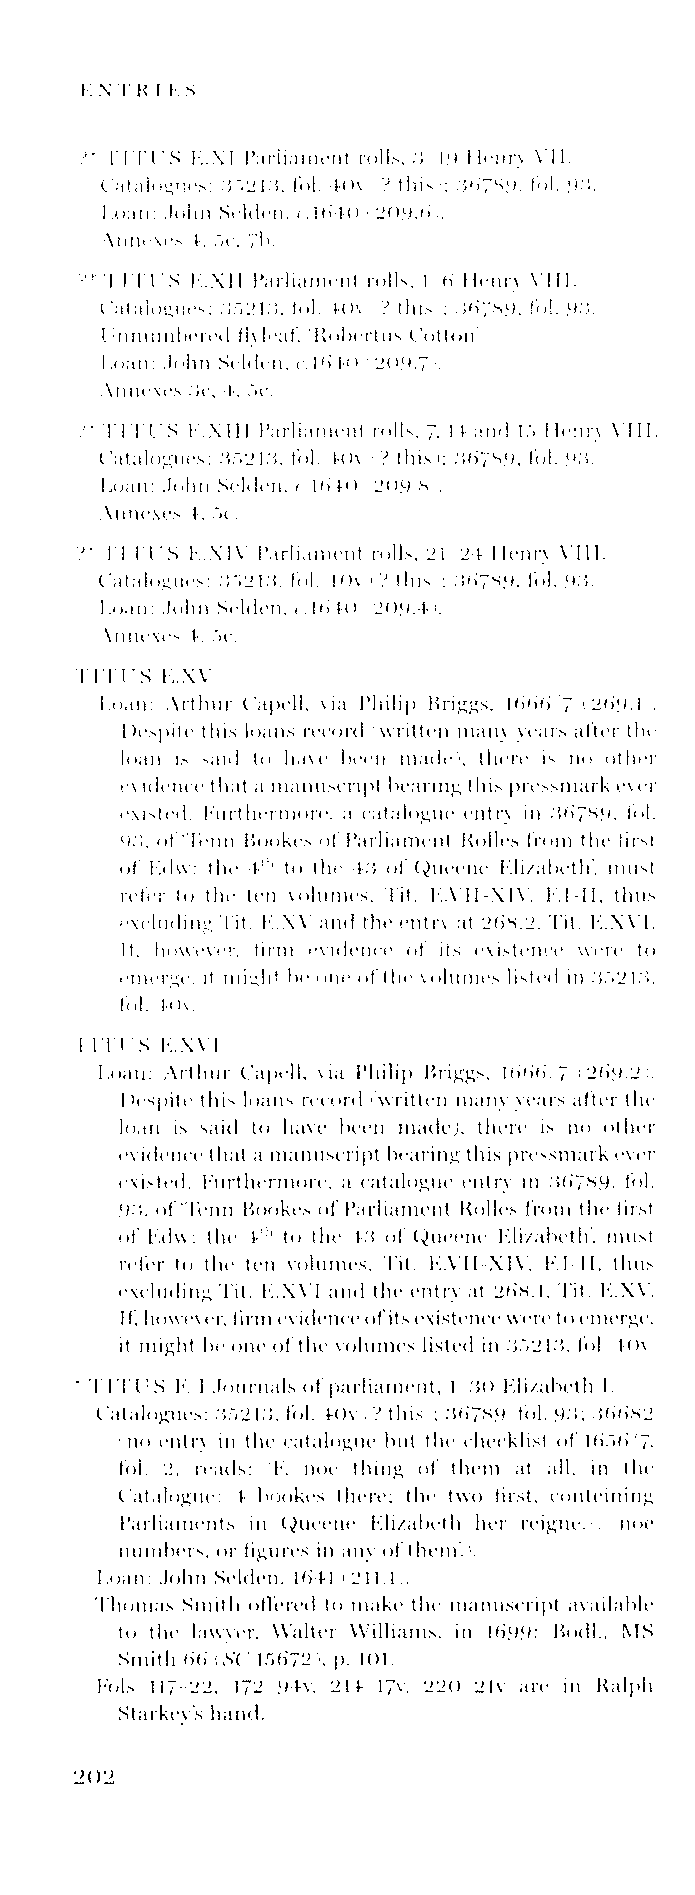 ENTRIES
?* TITUS E.XI Parliament rolls, 3–19 Henry VII.
Catalogues: 35213, fol. 40v (? this); 36789, fol. 93.
Loan: John Selden, c.1640 (209.6).
Annexes 4, 5c, 7b.
?* TITUS E.XII Parliament rolls, 1–6 Henry VIII.
Catalogues: 35213, fol. 40v (? this); 36789, fol. 93.
Unnumbered flyleaf, 'Robertus Cotton'
Loan: John Selden, c.1640 (209.7).
Annexes 3e, 4, 5c.
?* TITUS E.XIII Parliament rolls, 7, 14 and 15 Henry VIII.
Catalogues: 35213, fol. 40v (? this); 36789, fol. 93.
Loan: John Selden, c.1640 (209.8).
Annexes 4, 5c.
?* TITUS E.XIV Parliament rolls, 21–24 Henry VIII.
Catalogues: 35213, fol. 40v (? this); 36789, fol. 93.
Loan: John Selden, c.1640 (209.4).
Annexes 4, 5c.
TITUS E.XV
Loan: Arthur Capell, via Philip Briggs, 1666/7 (269.1).
Despite this loans record (written many years after the
loan is said to have been made), there is no other
evidence that a manuscript bearing this pressmark ever
existed. Furthermore, a catalogue entry in 36789, fol.
93, of 'Tenn Bookes of Parliament Rolles from the first
of Edw: the 4th to the 43 of Queene Elizabeth', must
refer to the ten volumes, Tit. E.VII-XIV, F.I-II, thus
excluding Tit. E.XV and the entry at 268.2, Tit. E.XVI.
If, however, firm evidence of its existence were to
emerge, it might be one of the volumes listed in 35213,
fol. 40v.
TITUS E.XVI
Loan: Arthur Capell, via Philip Briggs, 1666/7 (269.2).
Despite this loans record (written many years after the
loan is said to have been made), there is no other
evidence that a manuscript bearing this pressmark ever
existed. Furthermore, a catalogue entry in 36789, fol.
93, of 'Tenn Bookes of Parliament Rolles from the first
of Edw: the 4th to the 43 of Queene Elizabeth', must
refer to the ten volumes, Tit. E.VII-XIV, F.I-II, thus
excluding Tit. E.XVI and the entry at 268.1, Tit. E.XV.
If, however, firm evidence of its existence were to emerge,
it might be one of the volumes listed in 35213, fol. 40v.
* TITUS F.I Journals of parliament, 1–30 Elizabeth I.
Catalogues: 35213, fol. 40v (? this); 36789, fol. 93; 36682
(no entry in the catalogue but the checklist of 1656/7,
fol. 2, reads: 'F. noe thing of them at all, in the
Catalogue: 4 bookes there; the two first, conteining
Parliaments in Queene Elizabeth her reigne, . noe
numbers, or figures in any of them.').
Loan: John Selden, 1641 (211.1).
Thomas Smith offered to make the manuscript available
to the lawyer, Walter Williams, in 1699: Bodl., MS
Smith 66 (SC 15672), p. 101.
Fols 117–22, 172–94v, 214–17v, 220–21v are in Ralph
Starkey's hand.
202